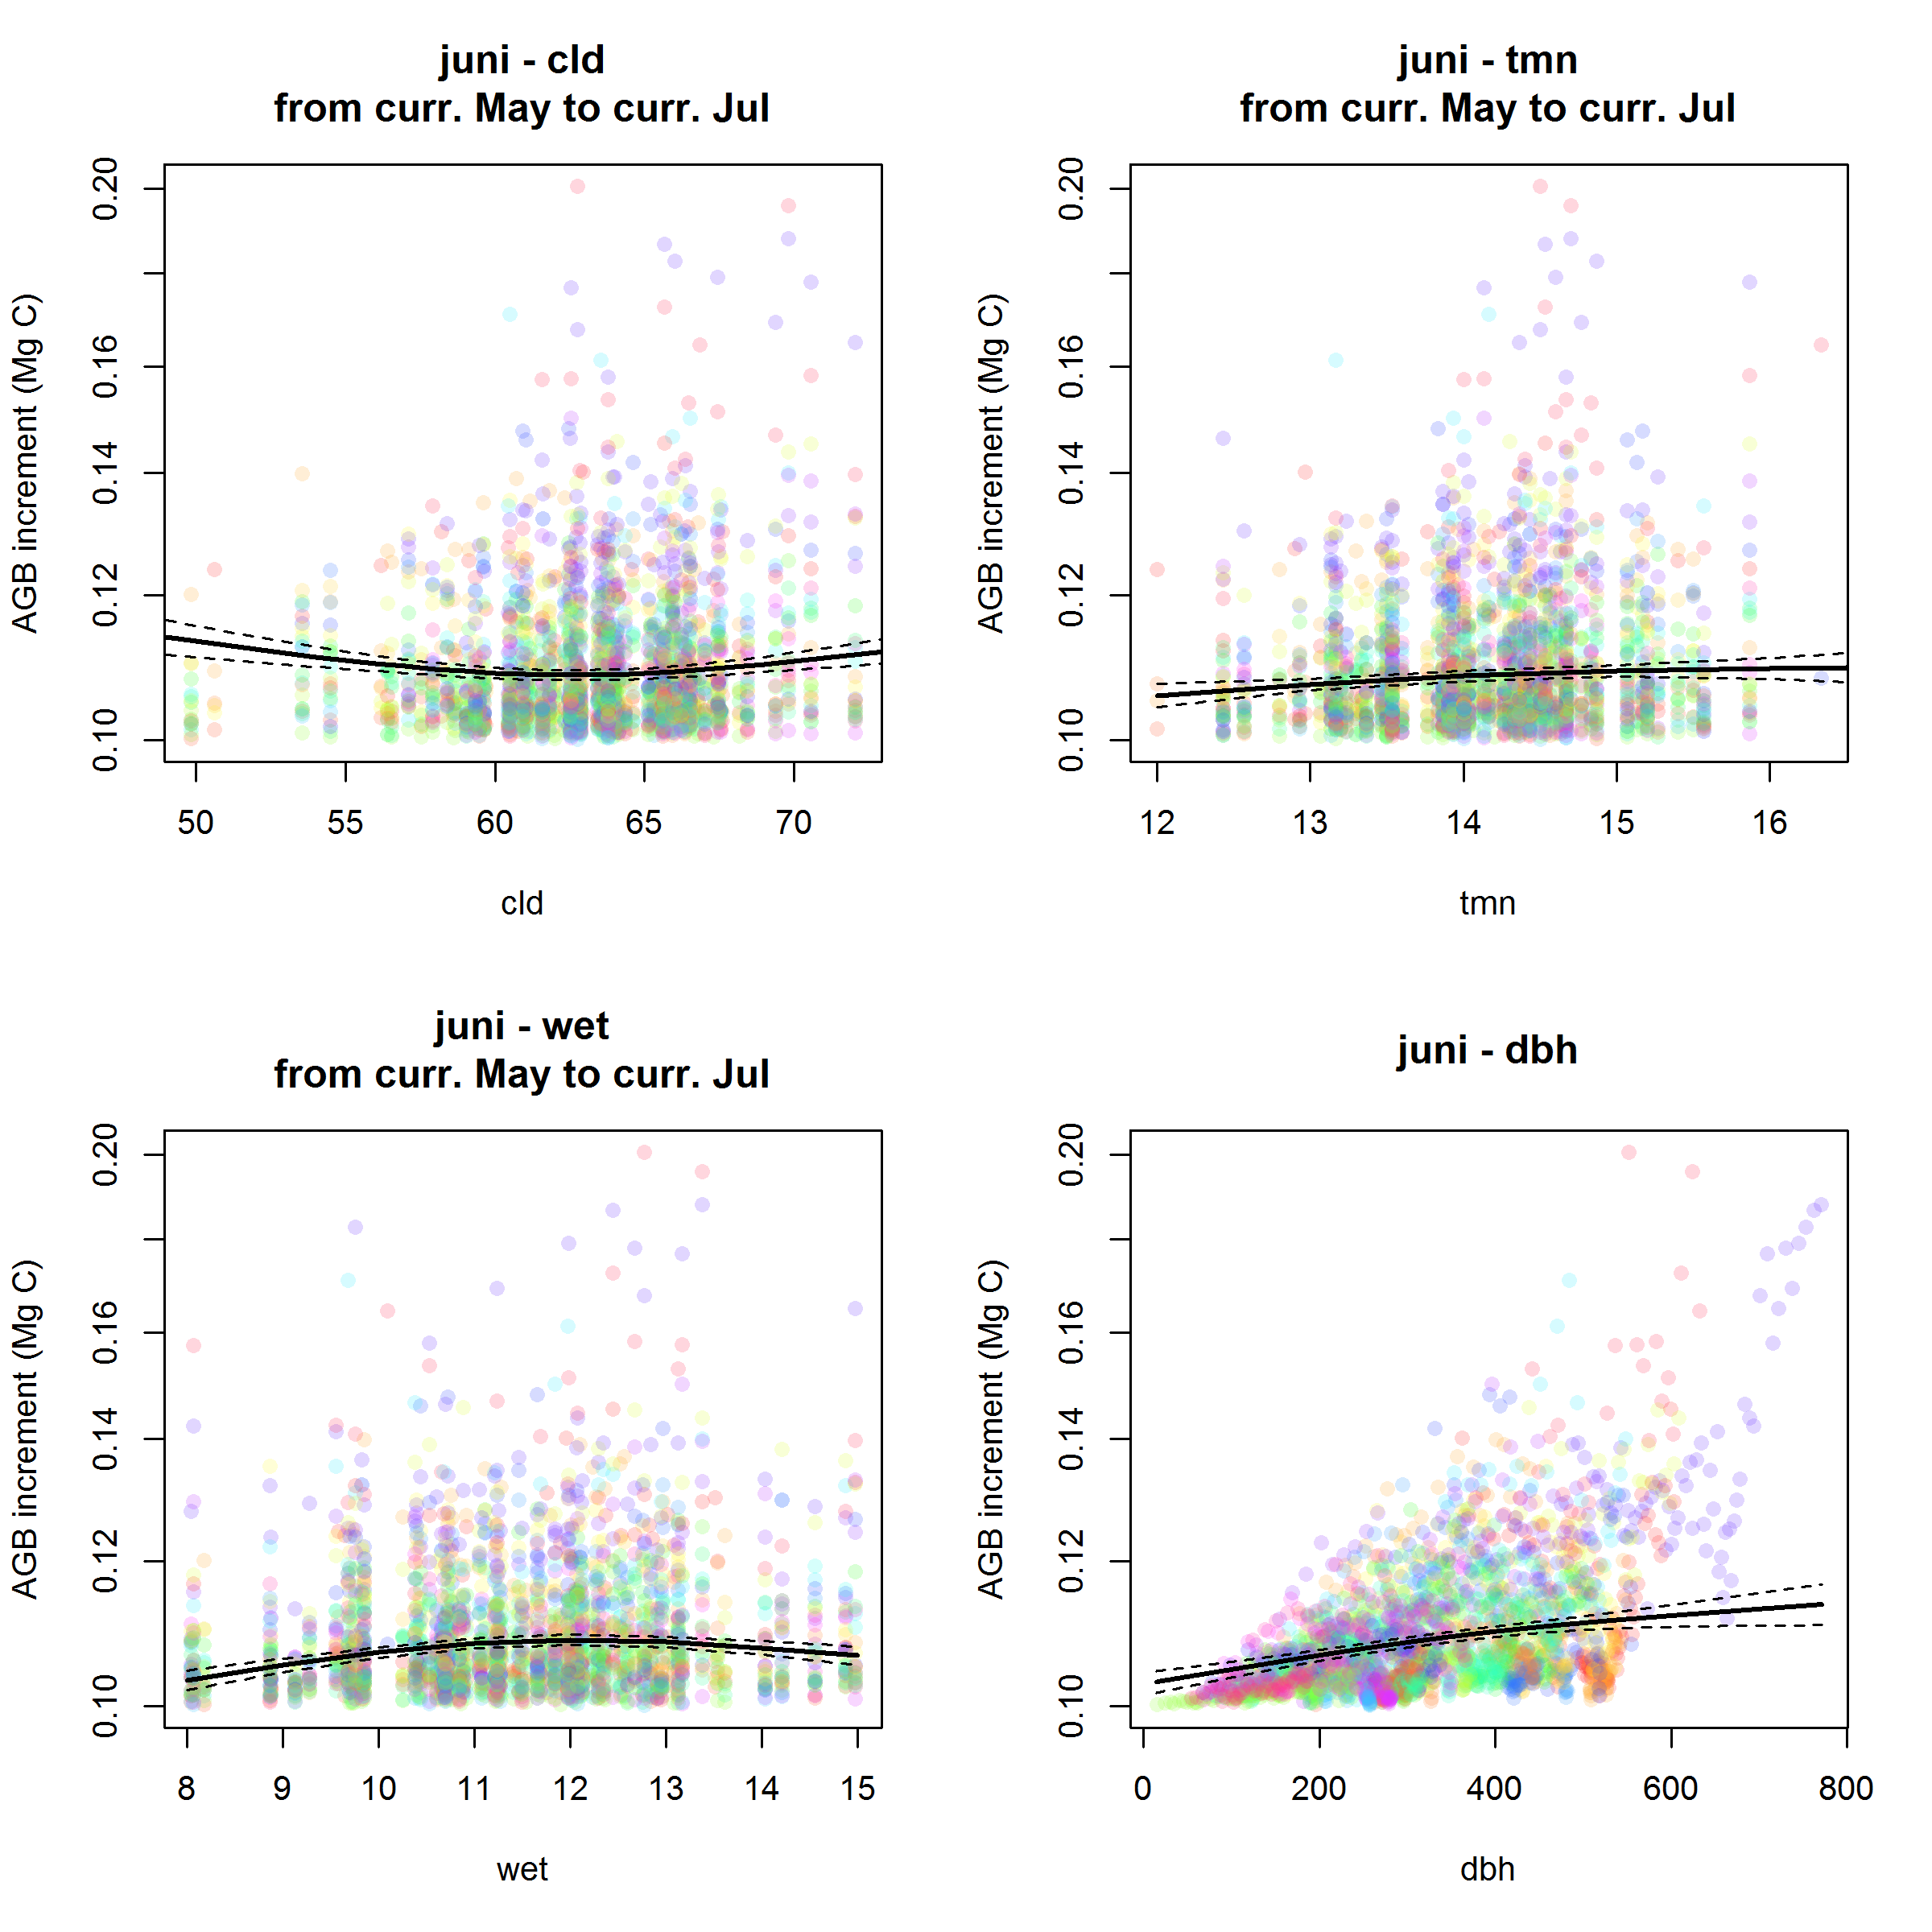 juni - cld
from curr. May to curr. Jul
AGB increment (Mg C)
0.20
0.16
0.14
0.12
0.10
50 55 60 65 70
cld
juni - tmn
from curr. May to curr. Jul
AGB increment (Mg C)
0.20
0.16
0.14
0.12
0.10
12 13 14 15 16
tmn
juni - wet
from curr. May to curr. Jul
AGB increment (Mg C)
0.20
0.16
0.14
0.12
0.10
8 9 10 11 12 13 14 15
wet
juni - dbh
AGB increment (Mg C)
0.20
0.16
0.14
0.12
0.10
0 200 400 600 800
dbh